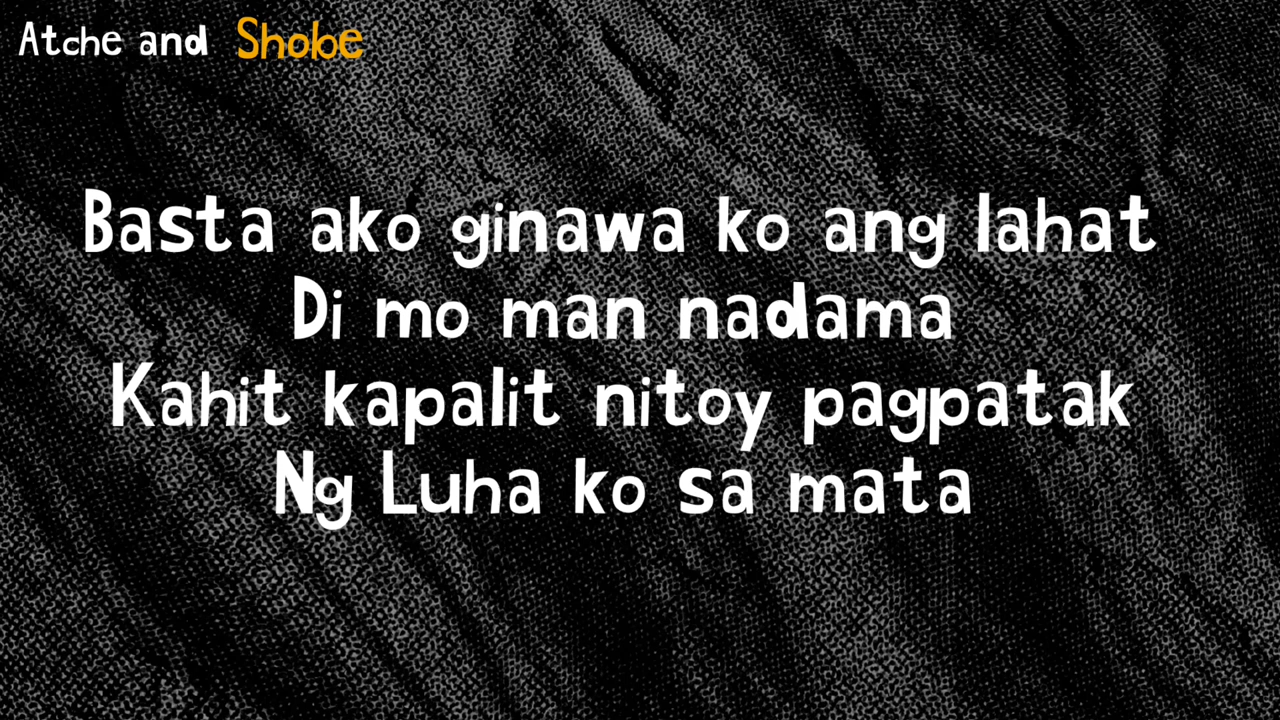 Atche and Shobe
Basta ako ginawa ko ang lahat
Di mo man nadama
Kahit kapalit nitoy pagpatak
Ng Luha ko sa mata